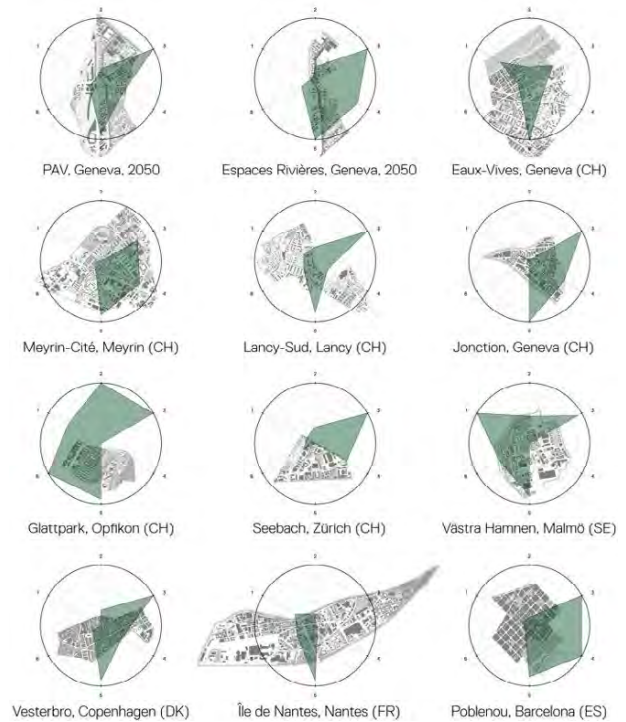 PAV, Geneva, 2050
Espaces Rivières, Geneva, 2050
Eaux-Vives, Geneva (CH)
Meyrin-Cité, Meyrin (CH)
Lancy-Sud, Lancy (CH)
Jonction, Geneva (CH)
Glattpark, Opfikon (CH)
Seebach, Zürich (CH)
Västra Hamnen, Malmö (SE)
Vesterbro, Copenhagen (DK)
Île de Nantes, Nantes (FR)
Poblenou, Barcelona (ES)